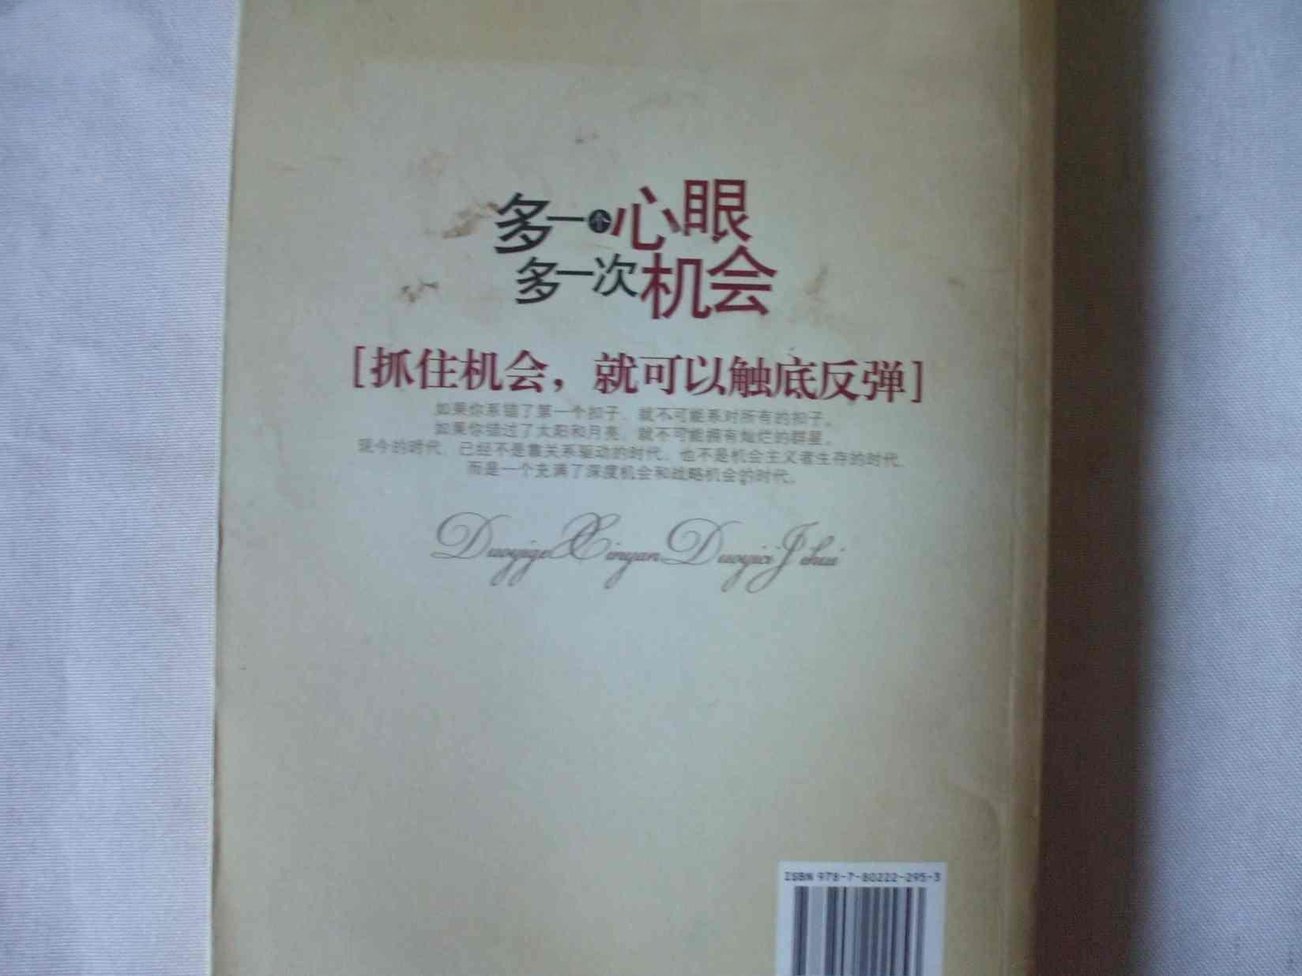 多一个心眼
多一次机会
[抓住机会，就可以触底反弹]
如果你系错了第一个扣子，就不可能系对所有的扣子。
如果你错过了太阳和月亮，就不可能拥有灿烂的群星。
现今的时代，已经不是靠关系驱动的时代，也不是机会主义者生存的时代，
而是一个充满了深度机会和战略机会的时代。
Duoyige Xinyan Duoyici Jihui
ISBN 978-7-80222-295-3